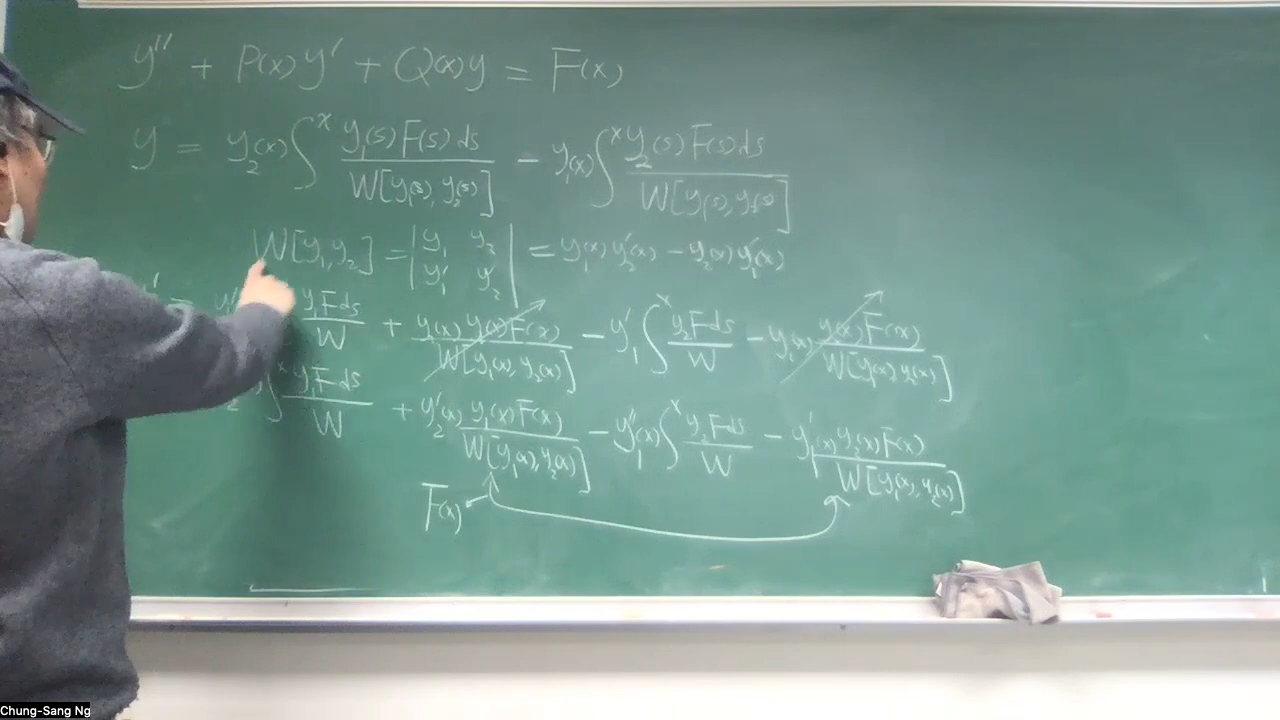 y'' + P(x) y' + Q(x) y = F(x)
y = y₂(x) ∫^x y₁(s) F(s) ds / W[y₁(s), y₂(s)] − y₁(x) ∫^x y₂(s) F(s) ds / W[y₁(s), y₂(s)]
W[y₁, y₂] = | y₁ y₂ ; y₁' y₂' | = y₁(x) y₂'(x) − y₂(x) y₁'(x)
y₁Fds / W + y₂(x) y₁(x) F(x) / W[y₁(x), y₂(x)] − y₁' ∫^x y₂Fds / W − y₁(x) y₂(x) F(x) / W[y₁(x) y₂(x)]
∫^x y₁Fds / W + y₂'(x) y₁(x) F(x) / W[y₁(x), y₂(x)] − y₁''(x) ∫^x y₂Fds / W − y₁'(x) y₂(x) F(x) / W[y₁(x), y₂(x)]
F(x)
Chung-Sang Ng